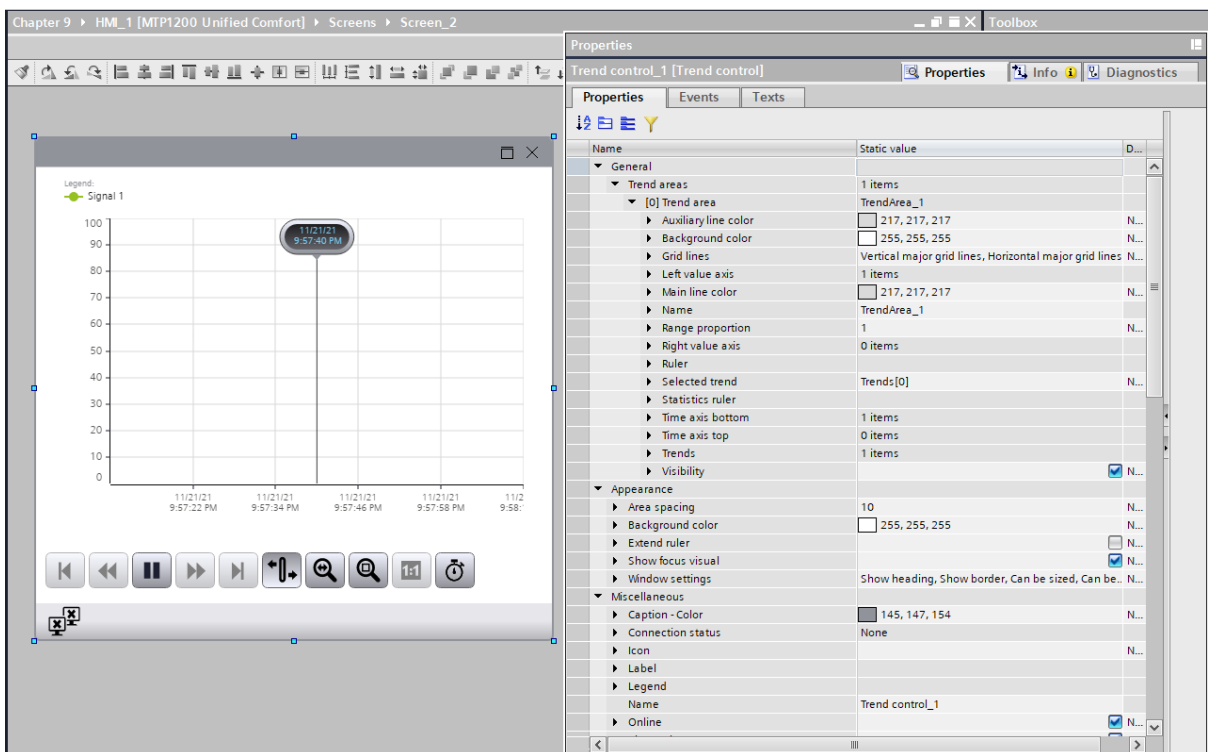 Chapter 9 ▸ HMI_1 [MTP1200 Unified Comfort] ▸ Screens ▸ Screen_2
Toolbox
Properties
Trend control_1 [Trend control]
Properties Info Diagnostics
Properties Events Texts
Name Static value D...
General
Trend areas 1 items
[0] Trend area TrendArea_1
Auxiliary line color 217, 217, 217 N...
Background color 255, 255, 255 N...
Grid lines Vertical major grid lines, Horizontal major grid lines N...
Left value axis 1 items
Main line color 217, 217, 217 N...
Name TrendArea_1
Range proportion 1 N...
Right value axis 0 items
Ruler
Selected trend Trends[0] N...
Statistics ruler
Time axis bottom 1 items
Time axis top 0 items
Trends 1 items
Visibility N...
Appearance
Area spacing 10 N...
Background color 255, 255, 255 N...
Extend ruler N...
Show focus visual N...
Window settings Show heading, Show border, Can be sized, Can be.. N...
Miscellaneous
Caption - Color 145, 147, 154 N...
Connection status None
Icon N...
Label
Legend
Name Trend control_1
Online N...
Legend:
Signal 1
11/21/21
9:57:40 PM
100
90
80
70
60
50
40
30
20
10
0
11/21/21 11/21/21 11/21/21 11/21/21 11/2
9:57:22 PM 9:57:34 PM 9:57:46 PM 9:57:58 PM 9:58:
1:1